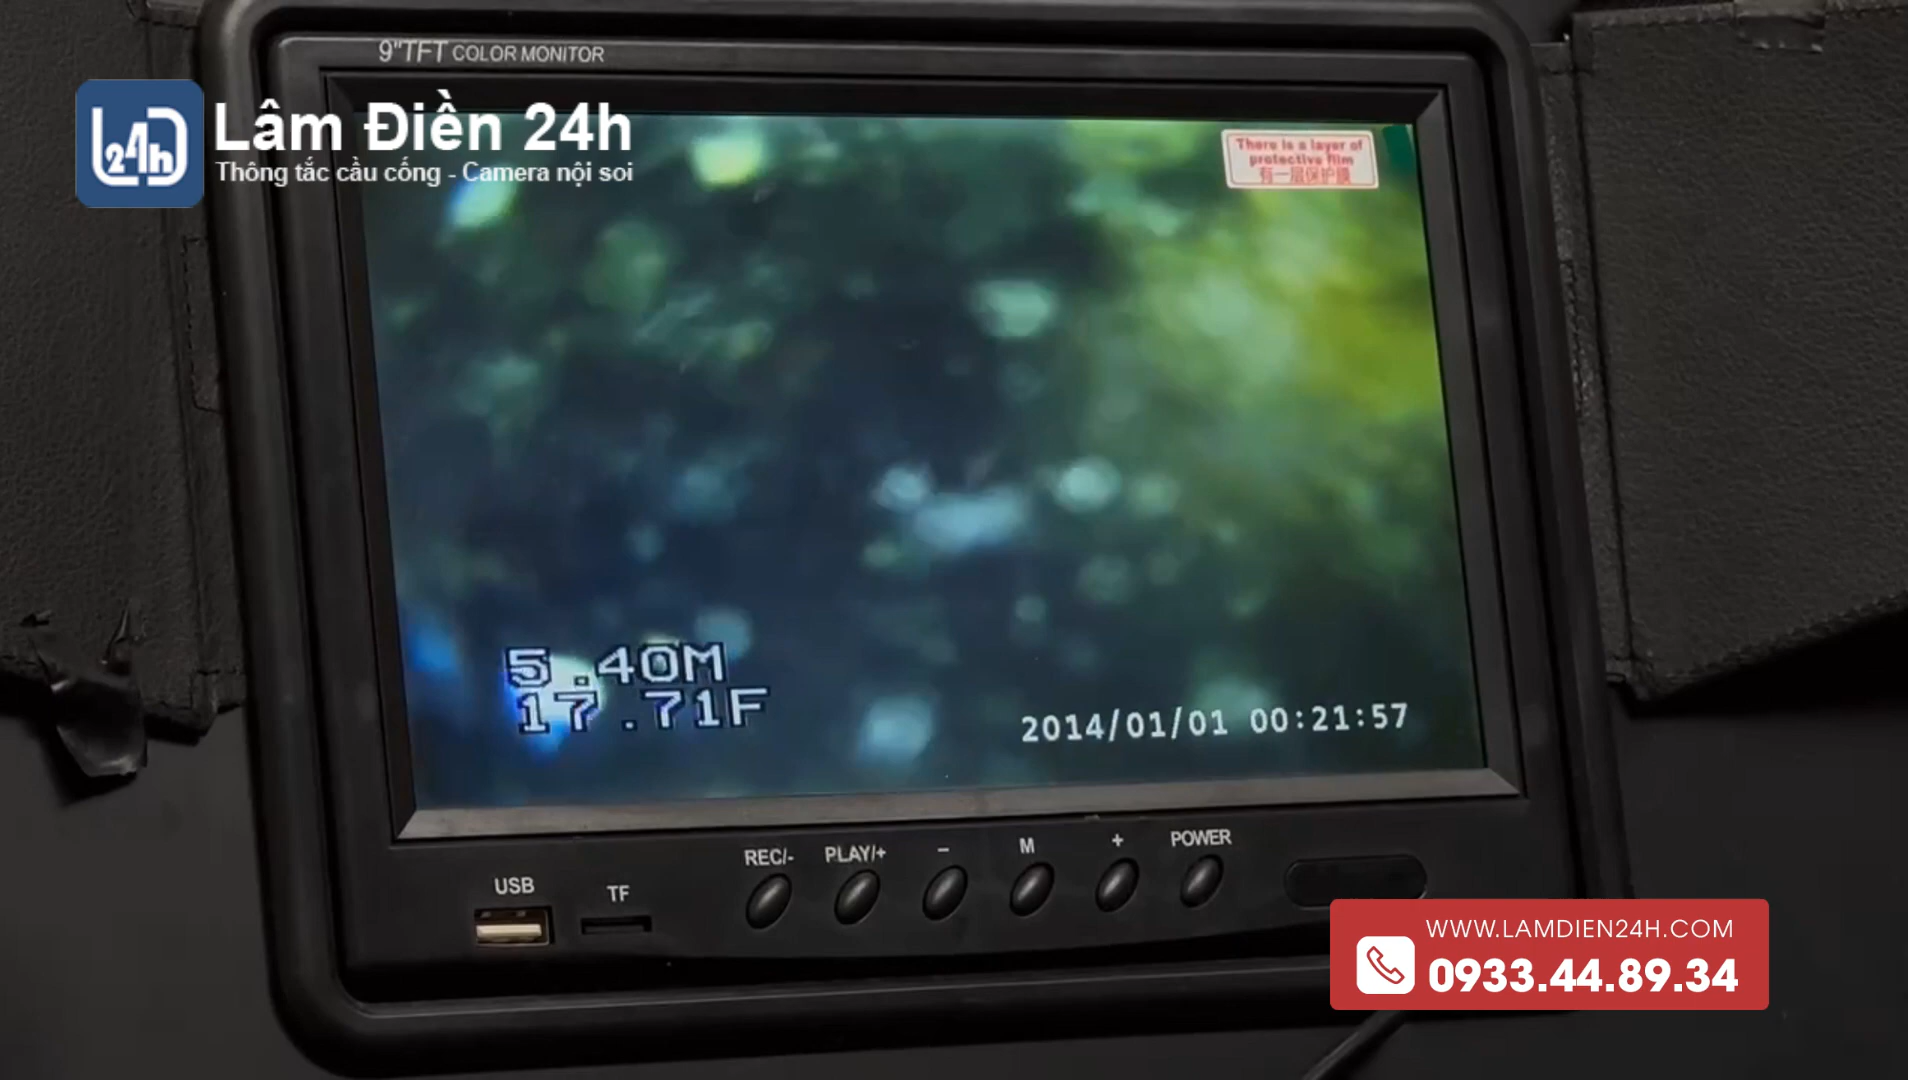 9"TFT COLOR MONITOR
L 24h D
Lâm Điền 24h
Thông tắc cầu cống - Camera nội soi
There is a layer of
protective film
有一层保护膜
5.40M
17.71F
2014/01/01 00:21:57
REC/- PLAY/+ - M + POWER
USB TF
WWW.LAMDIEN24H.COM
0933.44.89.34